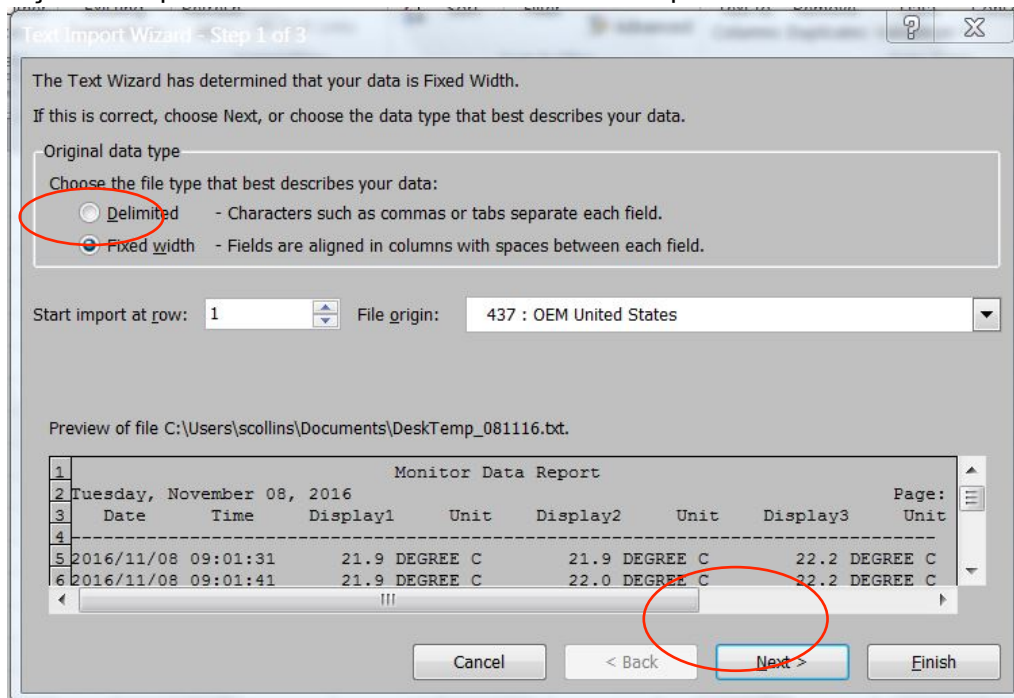 Text Import Wizard - Step 1 of 3
The Text Wizard has determined that your data is Fixed Width.
If this is correct, choose Next, or choose the data type that best describes your data.
Original data type
Choose the file type that best describes your data:
Delimited - Characters such as commas or tabs separate each field.
Fixed width - Fields are aligned in columns with spaces between each field.
Start import at row: 1 File origin: 437 : OEM United States
Preview of file C:\Users\scollins\Documents\DeskTemp_081116.txt.
1 Monitor Data Report
2 Tuesday, November 08, 2016 Page:
3 Date Time Display1 Unit Display2 Unit Display3 Unit
4 --------------------------------------------------------------------------------
5 2016/11/08 09:01:31 21.9 DEGREE C 21.9 DEGREE C 22.2 DEGREE C
6 2016/11/08 09:01:41 21.9 DEGREE C 22.0 DEGREE C 22.2 DEGREE C
Cancel < Back Next > Finish